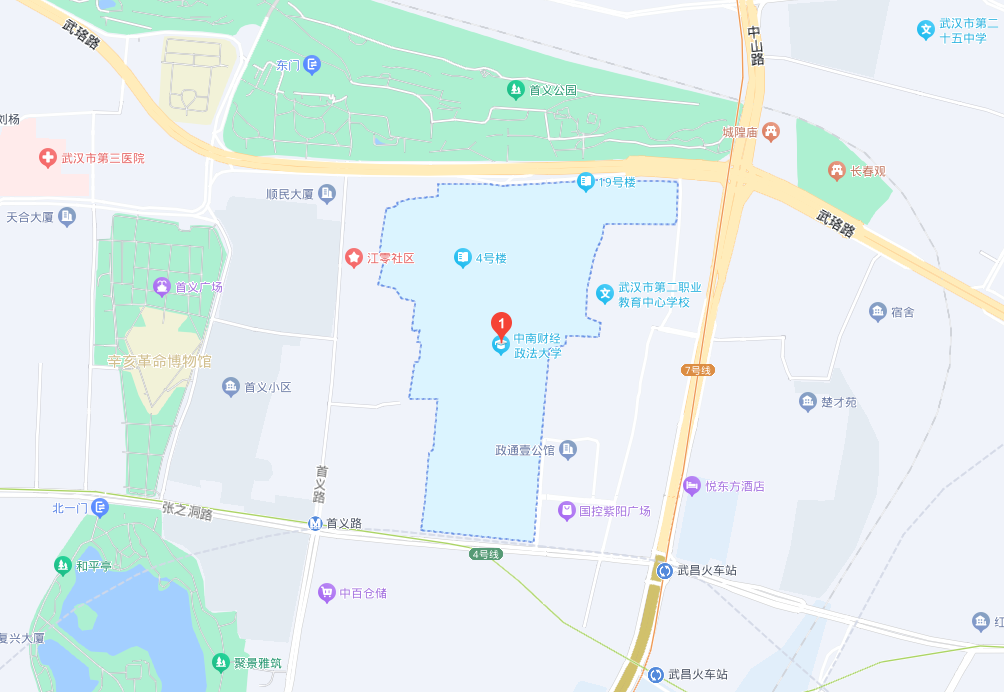 武珞路
中山路
武汉市第二
十五中学
东门
首义公园
刘杨
城隍庙
武汉市第三医院
长春观
19号楼
顺民大厦
天合大厦
武珞路
江零社区
4号楼
首义广场
武汉市第二职业
教育中心学校
宿舍
1
中南财经
政法大学
辛亥革命博物馆
7号线
首义小区
楚才苑
政通壹公馆
首义路
悦东方酒店
北一门
张之洞路
国控紫阳广场
首义路
4号线
和平亭
武昌火车站
中百仓储
红
复兴大厦
聚景雅筑
武昌火车站